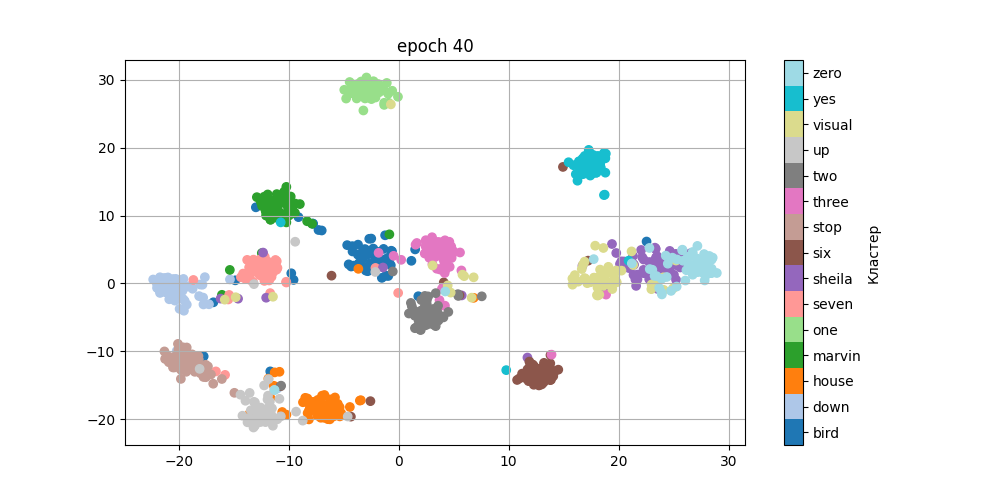 epoch 40
30
20
10
0
−10
−20
−20
−10
0
10
20
30
zero
yes
visual
up
two
three
stop
six
sheila
seven
one
marvin
house
down
bird
Кластер